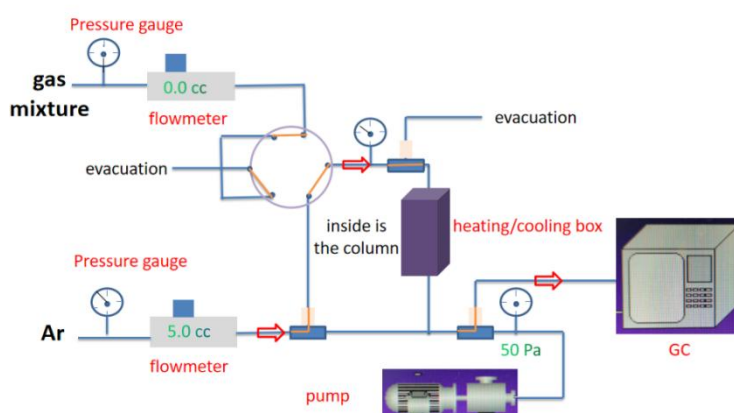 Pressure gauge
gas
mixture
0.0 cc
flowmeter
evacuation
evacuation
inside is
the column
heating/cooling box
Pressure gauge
Ar
5.0 cc
flowmeter
50 Pa
GC
pump